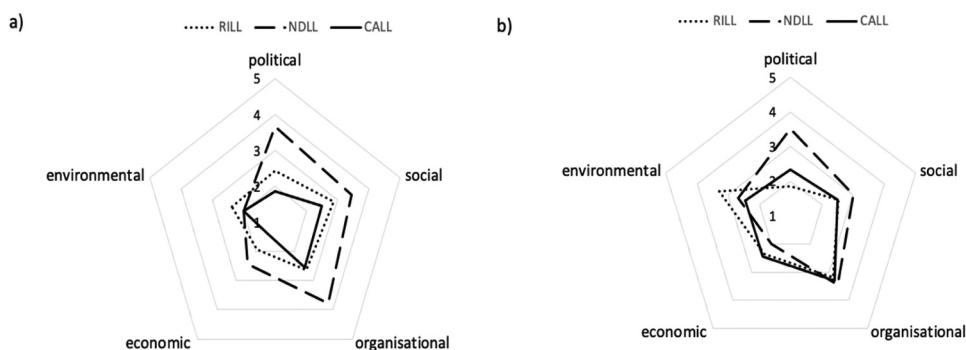 a)
RILL NDLL CALL
political
5
4
3
2
1
environmental
social
economic
organisational
b)
RILL NDLL CALL
political
5
4
3
2
1
environmental
social
economic
organisational